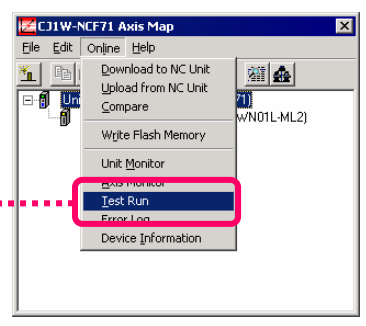 CJ1W-NCF71 Axis Map
File Edit Online Help
Download to NC Unit
Upload from NC Unit
Compare
Write Flash Memory
Unit Monitor
Axis Monitor
Test Run
Error Log
Device Information
Uni
71)
WN01L-ML2)